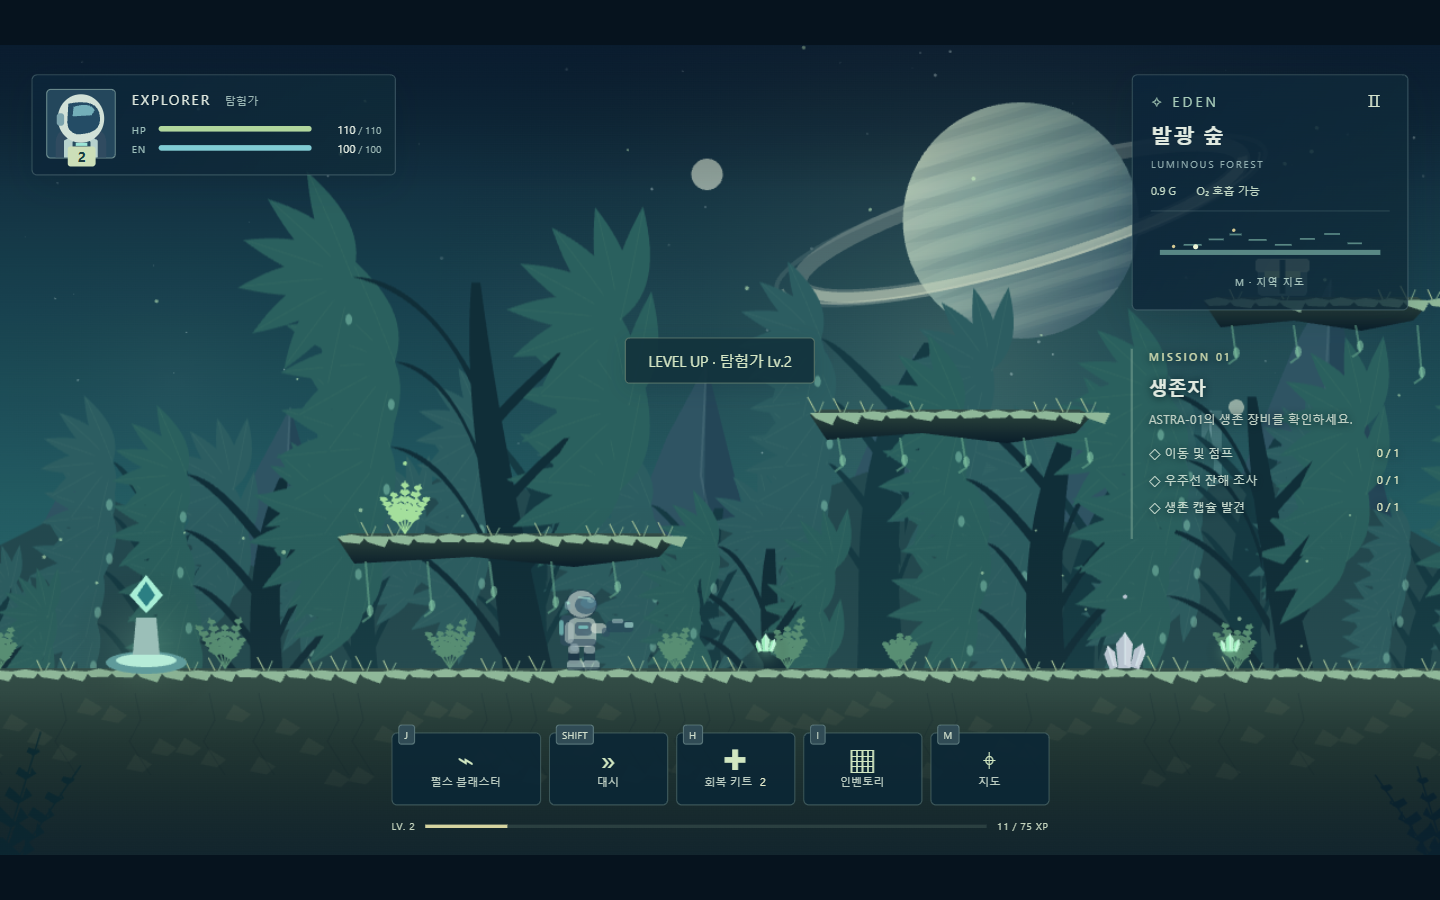 EXPLORER 탐험가
HP 110 / 110
EN 100 / 100
2
EDEN
발광 숲
LUMINOUS FOREST
0.9 G O₂ 호흡 가능
M · 지역 지도
LEVEL UP · 탐험가 Lv.2
MISSION 01
생존자
ASTRA-01의 생존 장비를 확인하세요.
이동 및 점프 0 / 1
우주선 잔해 조사 0 / 1
생존 캡슐 발견 0 / 1
J
펄스 블래스터
SHIFT
대시
H
회복 키트 2
I
인벤토리
M
지도
LV. 2 11 / 75 XP